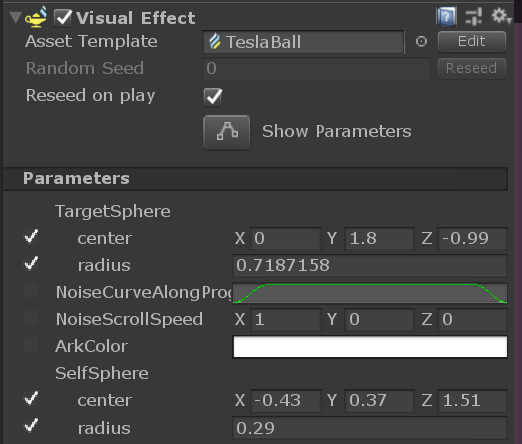 Visual Effect
Asset Template TeslaBall Edit
Random Seed 0 Reseed
Reseed on play
Show Parameters
Parameters
TargetSphere
center X 0 Y 1.8 Z -0.99
radius 0.7187158
NoiseCurveAlongProg
NoiseScrollSpeed X 1 Y 0 Z 0
ArkColor
SelfSphere
center X -0.43 Y 0.37 Z 1.51
radius 0.29